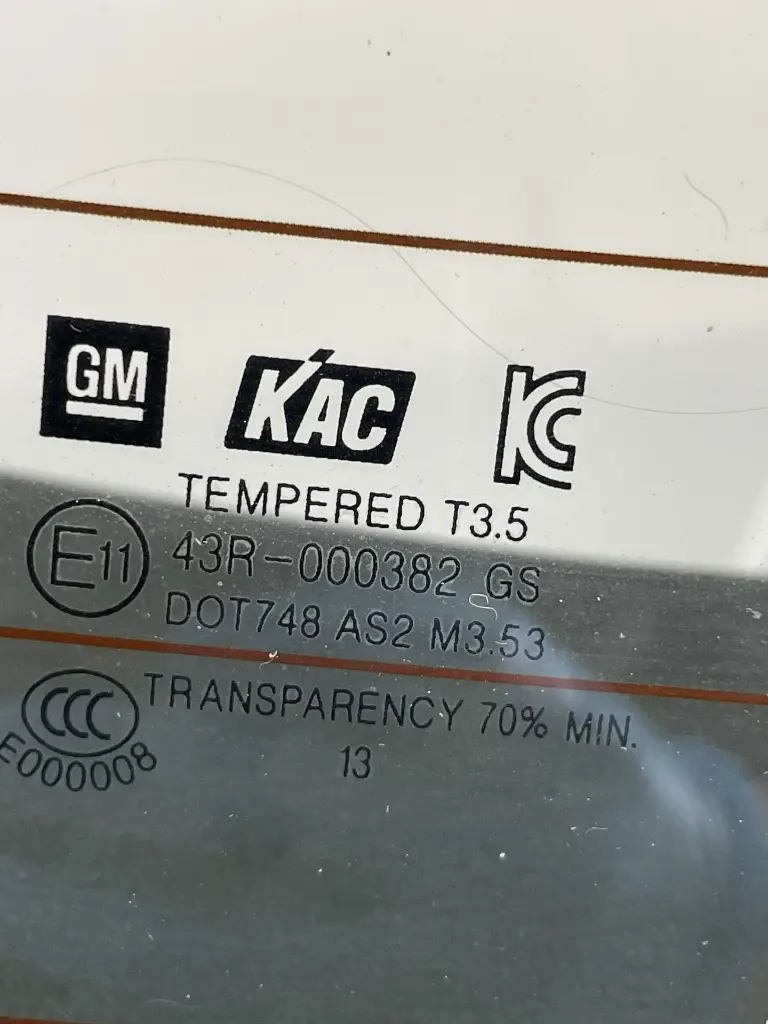 GM KAC KC
TEMPERED T3.5
E11 43R-000382 GS
DOT748 AS2 M3.53
CCC TRANSPARENCY 70% MIN.
E000008 13